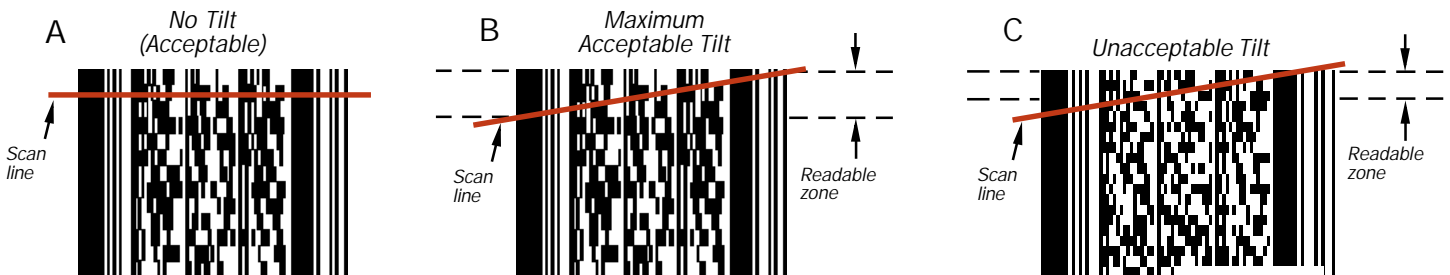 A
No Tilt
(Acceptable)
Scan
line
B
Maximum
Acceptable Tilt
Scan
line
Readable
zone
C
Unacceptable Tilt
Scan
line
Readable
zone